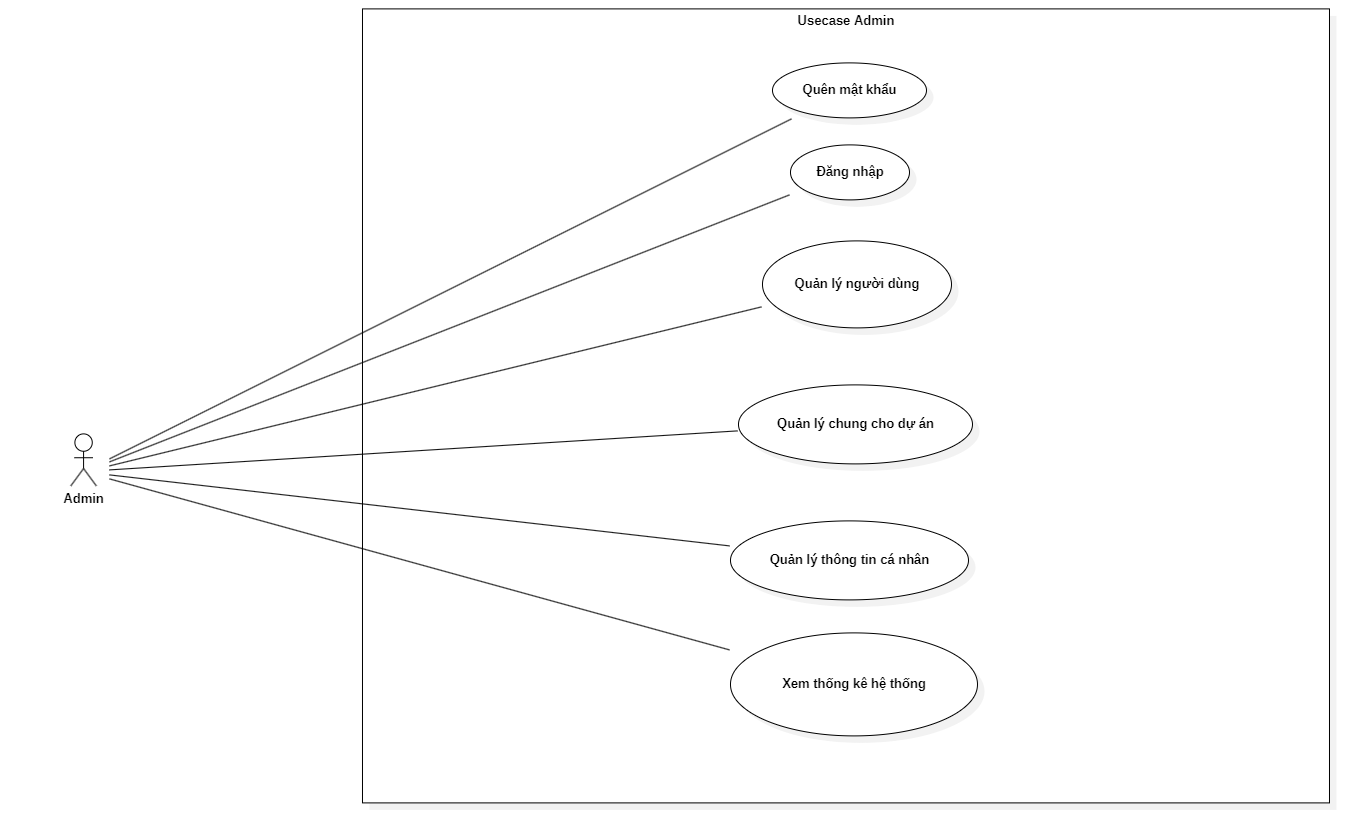 Usecase Admin
Quên mật khẩu
Đăng nhập
Quản lý người dùng
Quản lý chung cho dự án
Admin
Quản lý thông tin cá nhân
Xem thống kê hệ thống